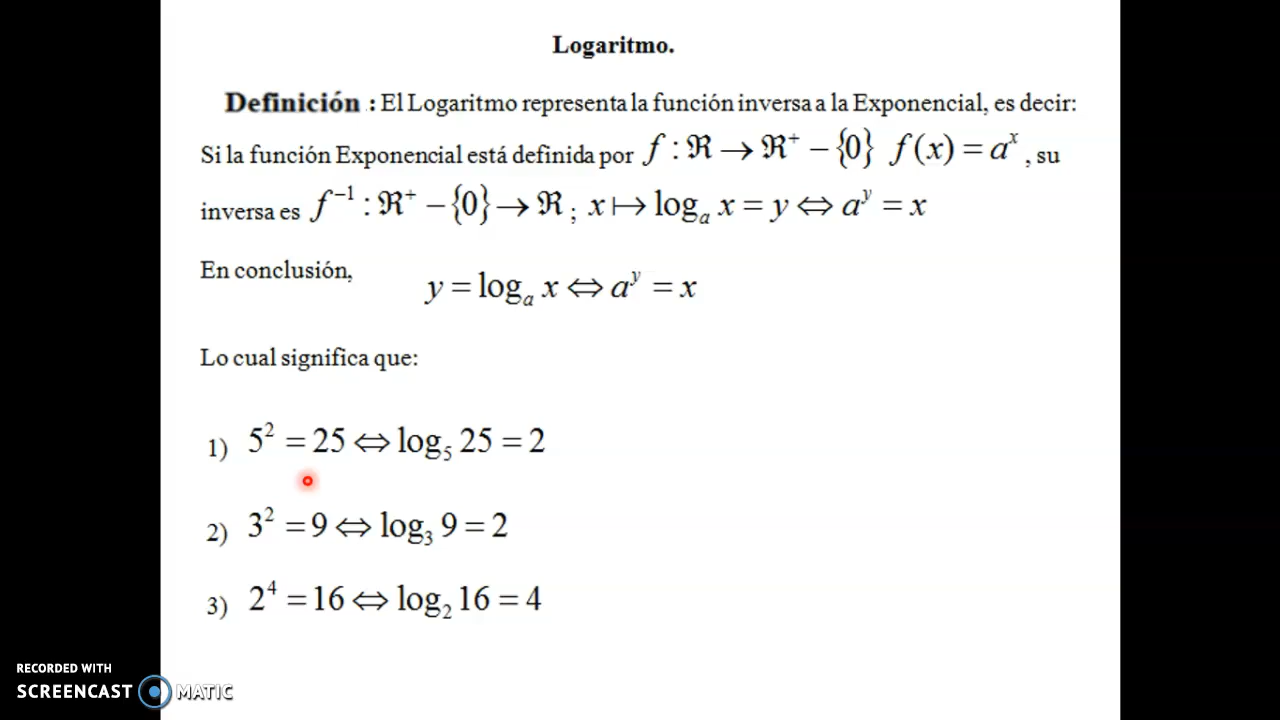 Logaritmo.
Definición : El Logaritmo representa la función inversa a la Exponencial, es decir:
Si la función Exponencial está definida por f : ℜ → ℜ⁺ − {0} f(x) = aˣ , su
inversa es f⁻¹ : ℜ⁺ − {0} → ℜ ; x ↦ logₐ x = y ⇔ aʸ = x
En conclusión, y = logₐ x ⇔ aʸ = x
Lo cual significa que:
1) 5² = 25 ⇔ log₅ 25 = 2
2) 3² = 9 ⇔ log₃ 9 = 2
3) 2⁴ = 16 ⇔ log₂ 16 = 4
RECORDED WITH
SCREENCAST MATIC